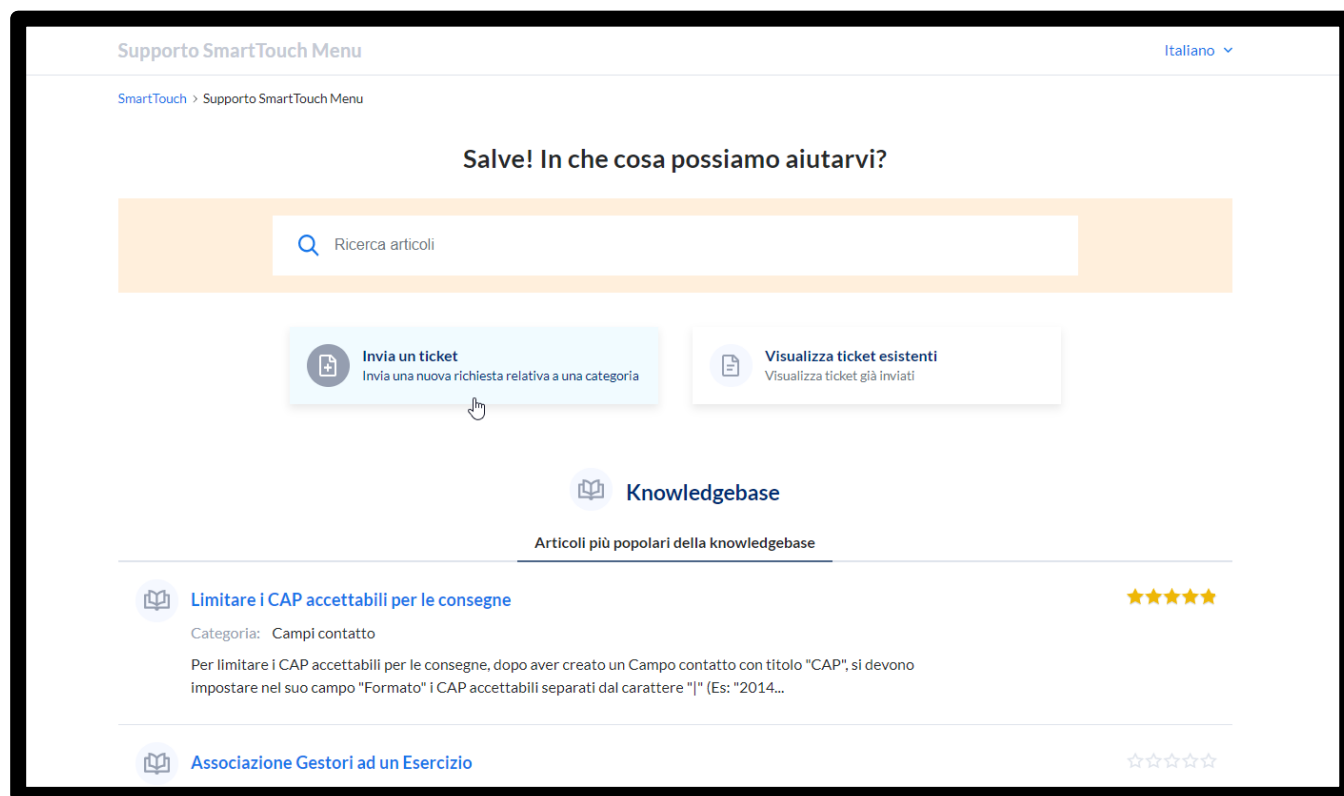 Supporto SmartTouch Menu
Italiano
SmartTouch > Supporto SmartTouch Menu
Salve! In che cosa possiamo aiutarvi?
Ricerca articoli
Invia un ticket
Invia una nuova richiesta relativa a una categoria
Visualizza ticket esistenti
Visualizza ticket già inviati
Knowledgebase
Articoli più popolari della knowledgebase
Limitare i CAP accettabili per le consegne
Categoria: Campi contatto
Per limitare i CAP accettabili per le consegne, dopo aver creato un Campo contatto con titolo "CAP", si devono
impostare nel suo campo "Formato" i CAP accettabili separati dal carattere "|" (Es: "2014...
Associazione Gestori ad un Esercizio